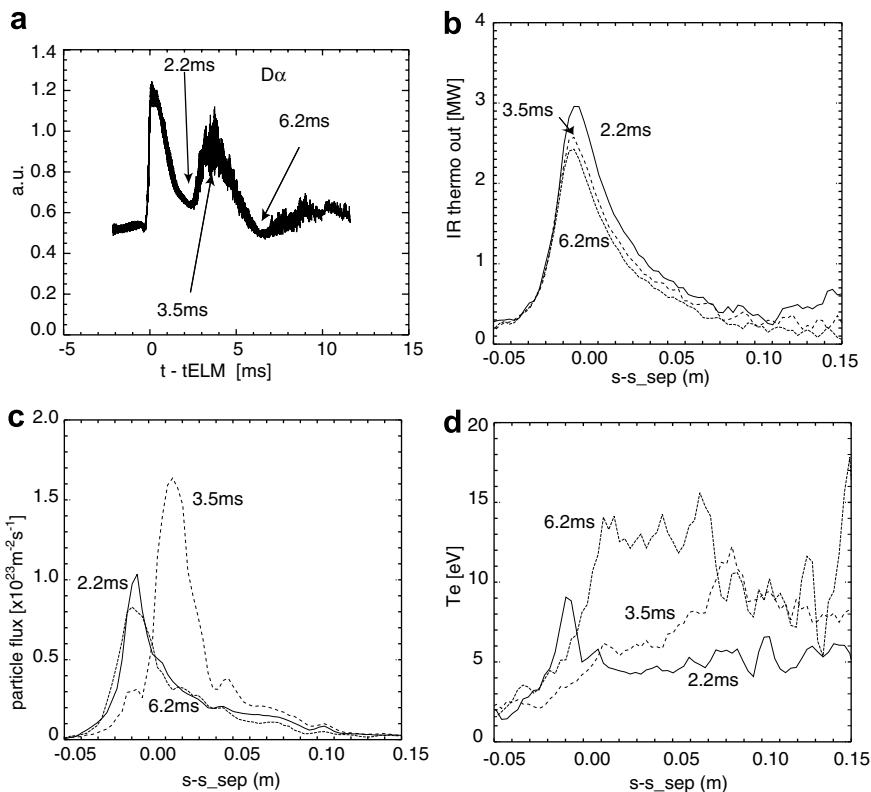 a
1.4
1.2
1.0
0.8
0.6
0.4
0.2
0.0
a.u.
2.2ms
Dα
6.2ms
3.5ms
-5
0
5
10
15
t - tELM [ms]
b
4
3
2
1
0
IR thermo out [MW]
3.5ms
2.2ms
6.2ms
-0.05
0.00
0.05
0.10
0.15
s-s_sep (m)
c
2.0
1.5
1.0
0.5
0
particle flux [x10²³m⁻²s⁻¹]
3.5ms
2.2ms
6.2ms
-0.05
0.00
0.05
0.10
0.15
s-s_sep (m)
d
20
15
10
5
0
Te [eV]
6.2ms
3.5ms
2.2ms
-0.05
0.00
0.05
0.10
0.15
s-s_sep (m)